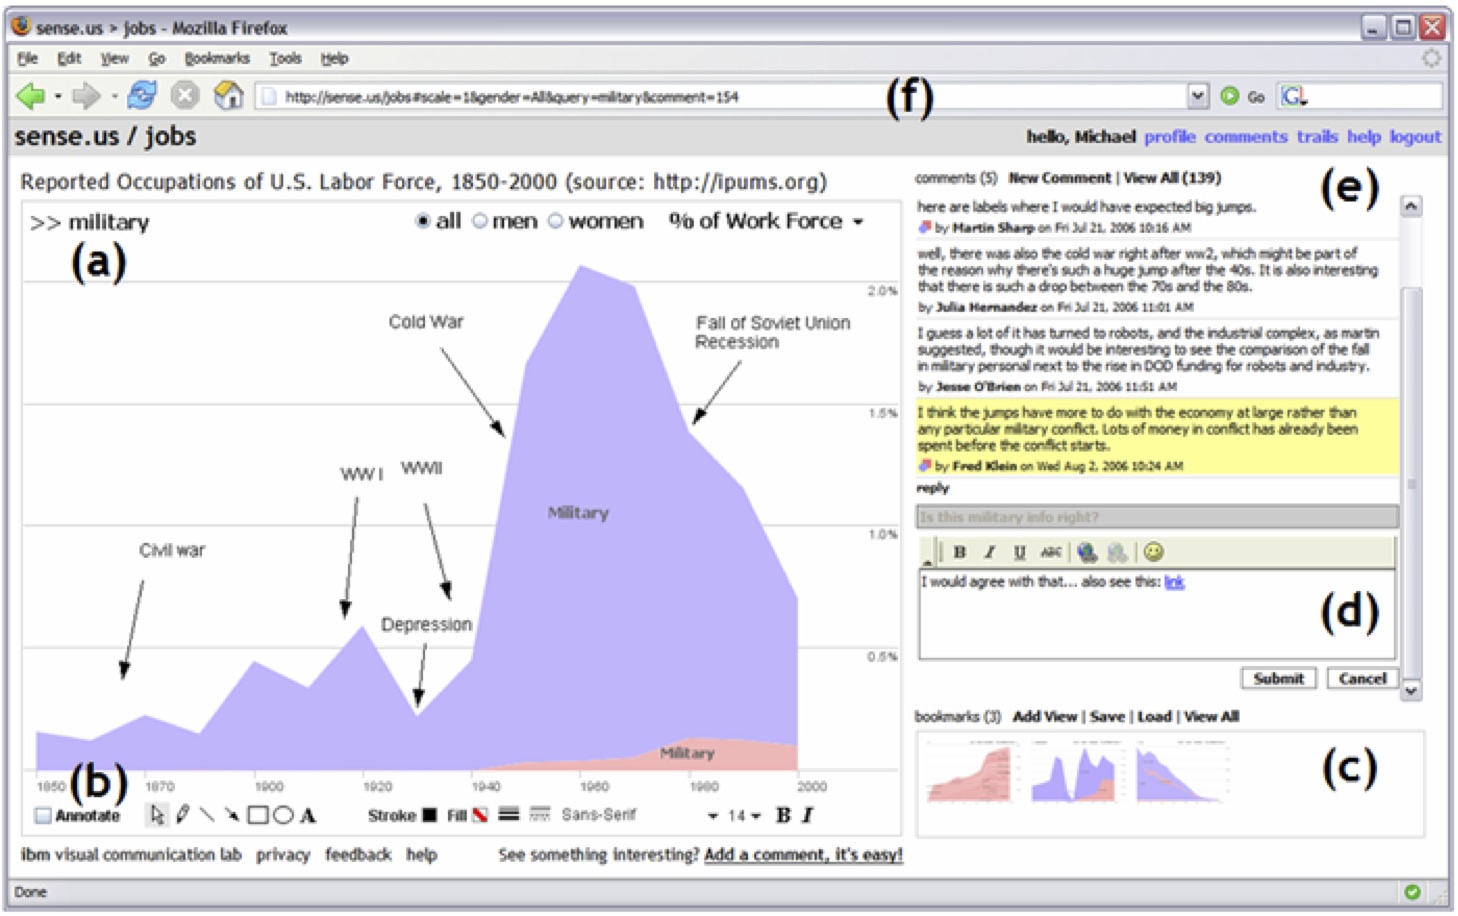 sense.us > jobs - Mozilla Firefox
File Edit View Go Bookmarks Tools Help
http://sense.us/jobs#scale=1&gender=All&query=military&comment=154
(f)
Go
G
sense.us / jobs
hello, Michael profile comments trails help logout
Reported Occupations of U.S. Labor Force, 1850-2000 (source: http://ipums.org)
>> military
all men women % of Work Force
(a)
2.0%
Cold War
Fall of Soviet Union
Recession
1.5%
WW I WWII
Military
1.0%
Civil war
Depression
0.5%
Military
1850 1870 1900 1920 1940 1960 1980 2000
(b)
Annotate A Stroke Fill Sans-Serif 14 B I
ibm visual communication lab privacy feedback help
See something interesting? Add a comment, it's easy!
comments (5) New Comment | View All (139)
(e)
here are labels where I would have expected big jumps.
by Martin Sharp on Fri Jul 21, 2006 10:16 AM
well, there was also the cold war right after ww2, which might be part of
the reason why there's such a huge jump after the 40s. It is also interesting
that there is such a drop between the 70s and the 80s.
by Julia Hernandez on Fri Jul 21, 2006 11:01 AM
I guess a lot of it has turned to robots, and the industrial complex, as martin
suggested, though it would be interesting to see the comparison of the fall
in military personal next to the rise in DOD funding for robots and industry.
by Jesse O'Brien on Fri Jul 21, 2006 11:51 AM
I think the jumps have more to do with the economy at large rather than
any particular military conflict. Lots of money in conflict has already been
spent before the conflict starts.
by Fred Klein on Wed Aug 2, 2006 10:24 AM
reply
Is this military info right?
B I U ABC
I would agree with that... also see this: link
(d)
Submit Cancel
bookmarks (3) Add View | Save | Load | View All
(c)
Done